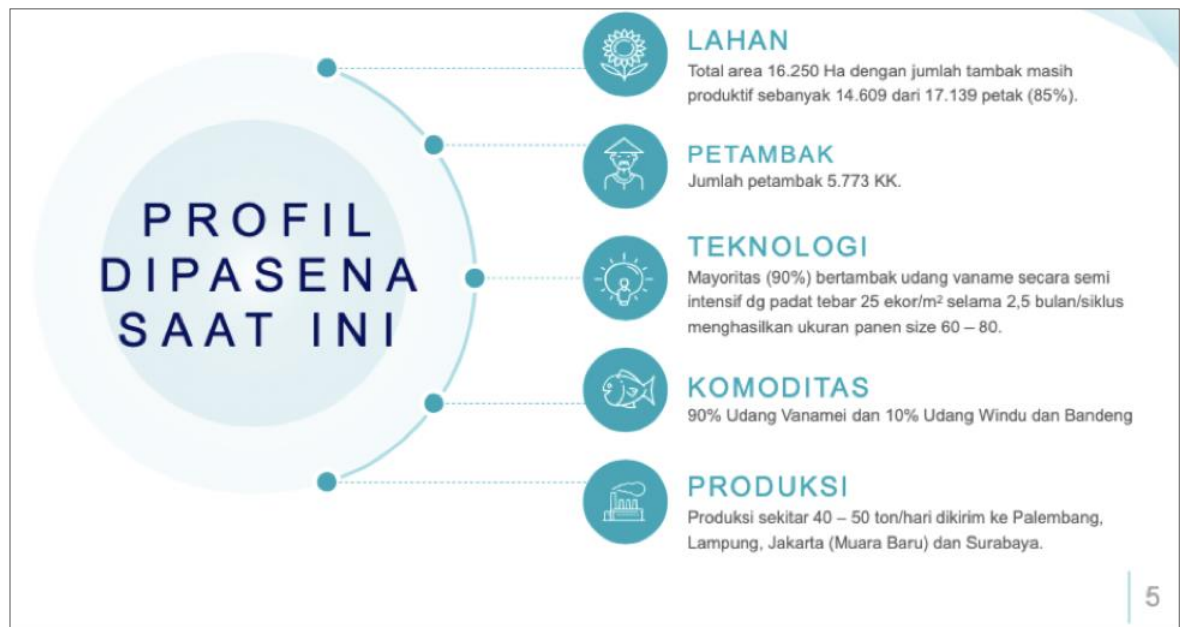 PROFIL
DIPASENA
SAAT INI
LAHAN
Total area 16.250 Ha dengan jumlah tambak masih
produktif sebanyak 14.609 dari 17.139 petak (85%).
PETAMBAK
Jumlah petambak 5.773 KK.
TEKNOLOGI
Mayoritas (90%) bertambak udang vaname secara semi
intensif dg padat tebar 25 ekor/m² selama 2,5 bulan/siklus
menghasilkan ukuran panen size 60 – 80.
KOMODITAS
90% Udang Vanamei dan 10% Udang Windu dan Bandeng
PRODUKSI
Produksi sekitar 40 – 50 ton/hari dikirim ke Palembang,
Lampung, Jakarta (Muara Baru) dan Surabaya.
5